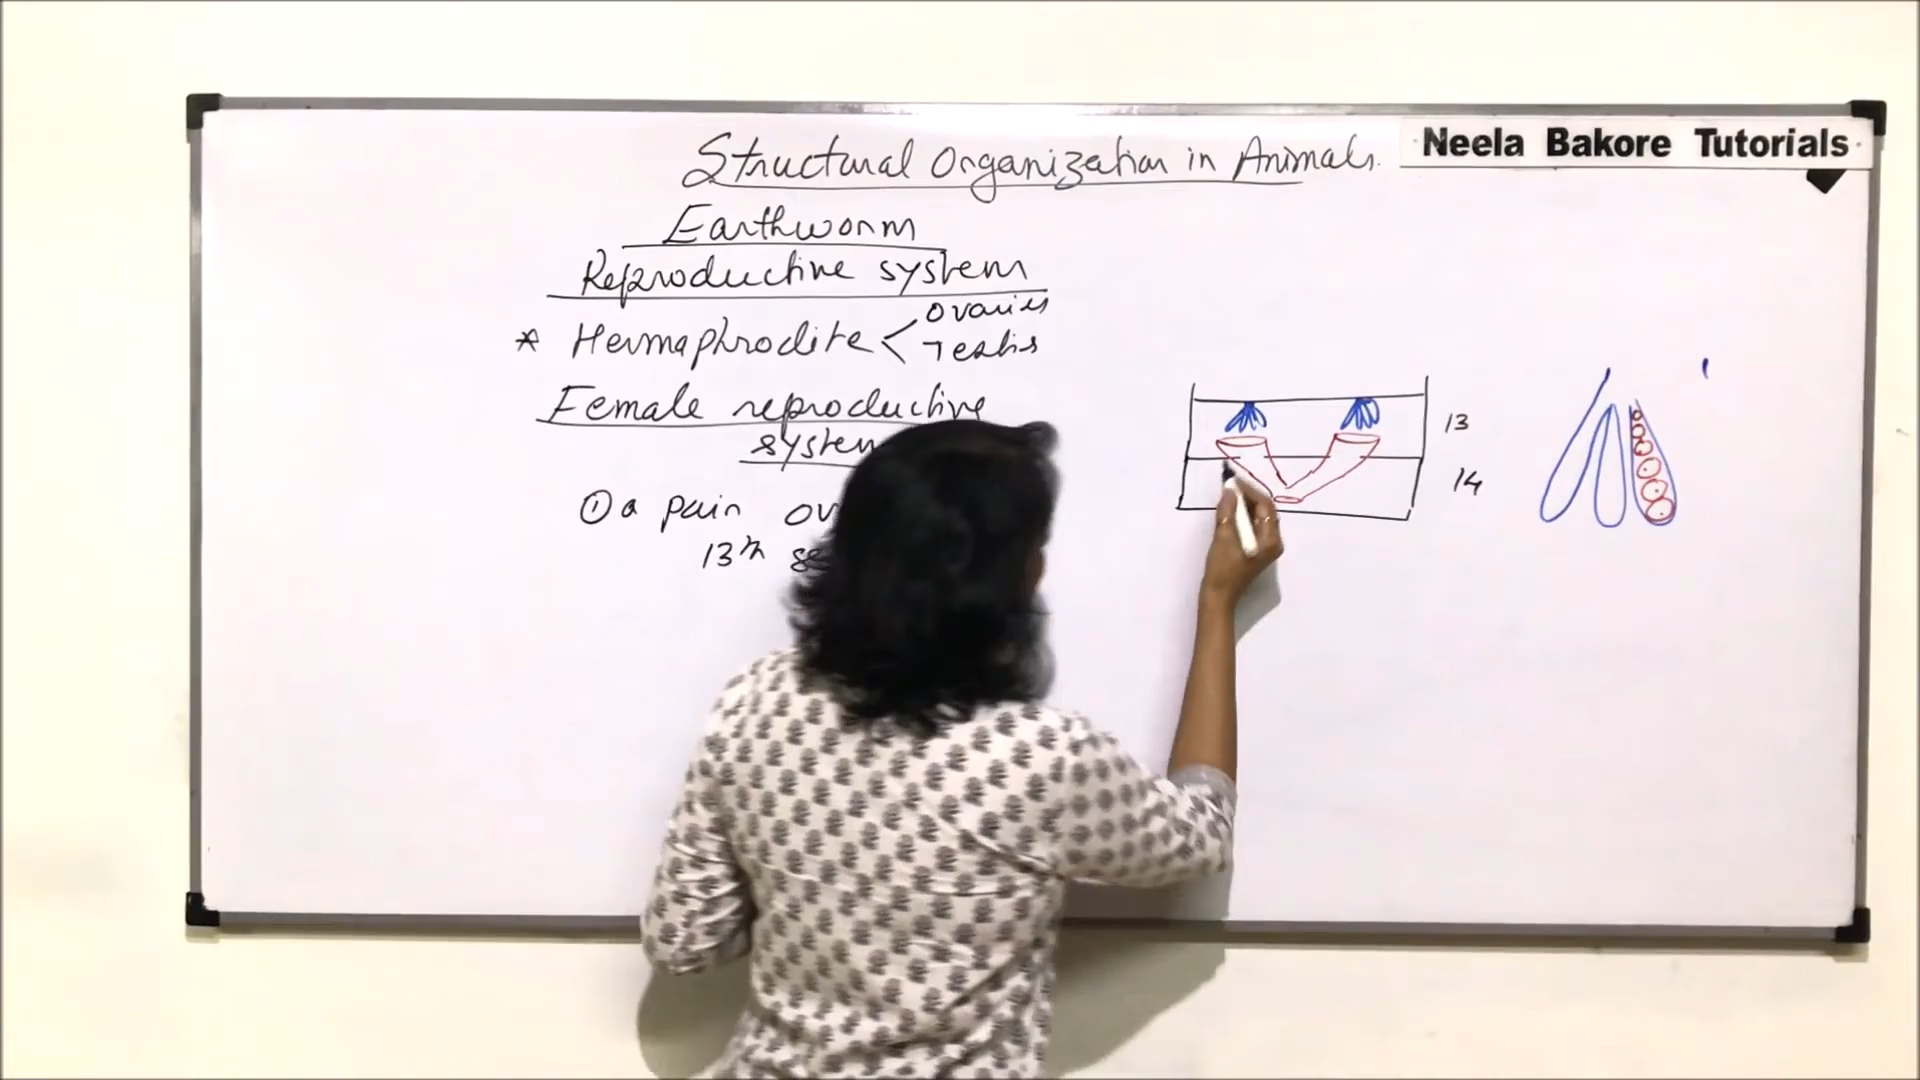 Structural Organization in Animals.
Neela Bakore Tutorials
Earthworm
Reproductive system
* Hermaphrodite < Ovaries
Testis
Female reproductive
system
① a pair
13th
13
14